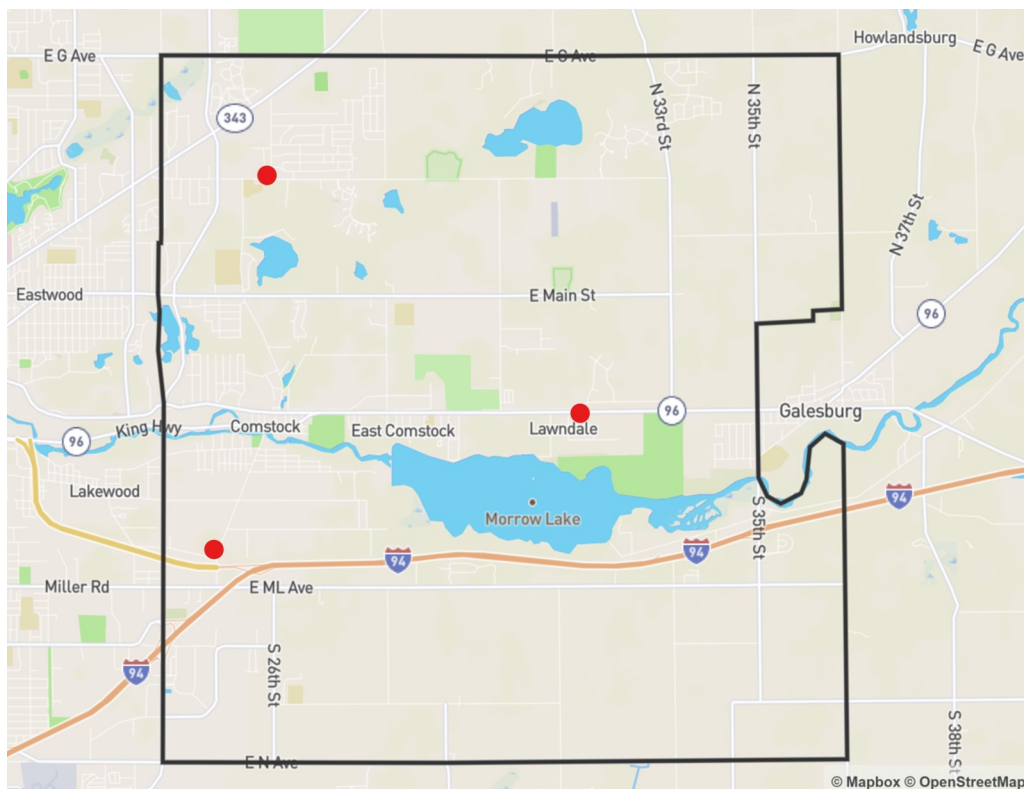 Howlandsburg
E G Ave
E G Ave
E G Ave
343
N 33rd St
N 35th St
N 37th St
Eastwood
E Main St
96
96
Galesburg
King Hwy
Comstock
East Comstock
Lawndale
96
Lakewood
94
Morrow Lake
S 35th St
94
94
Miller Rd
E ML Ave
94
S 26th St
S 38th St
E N Ave
© Mapbox © OpenStreetMap